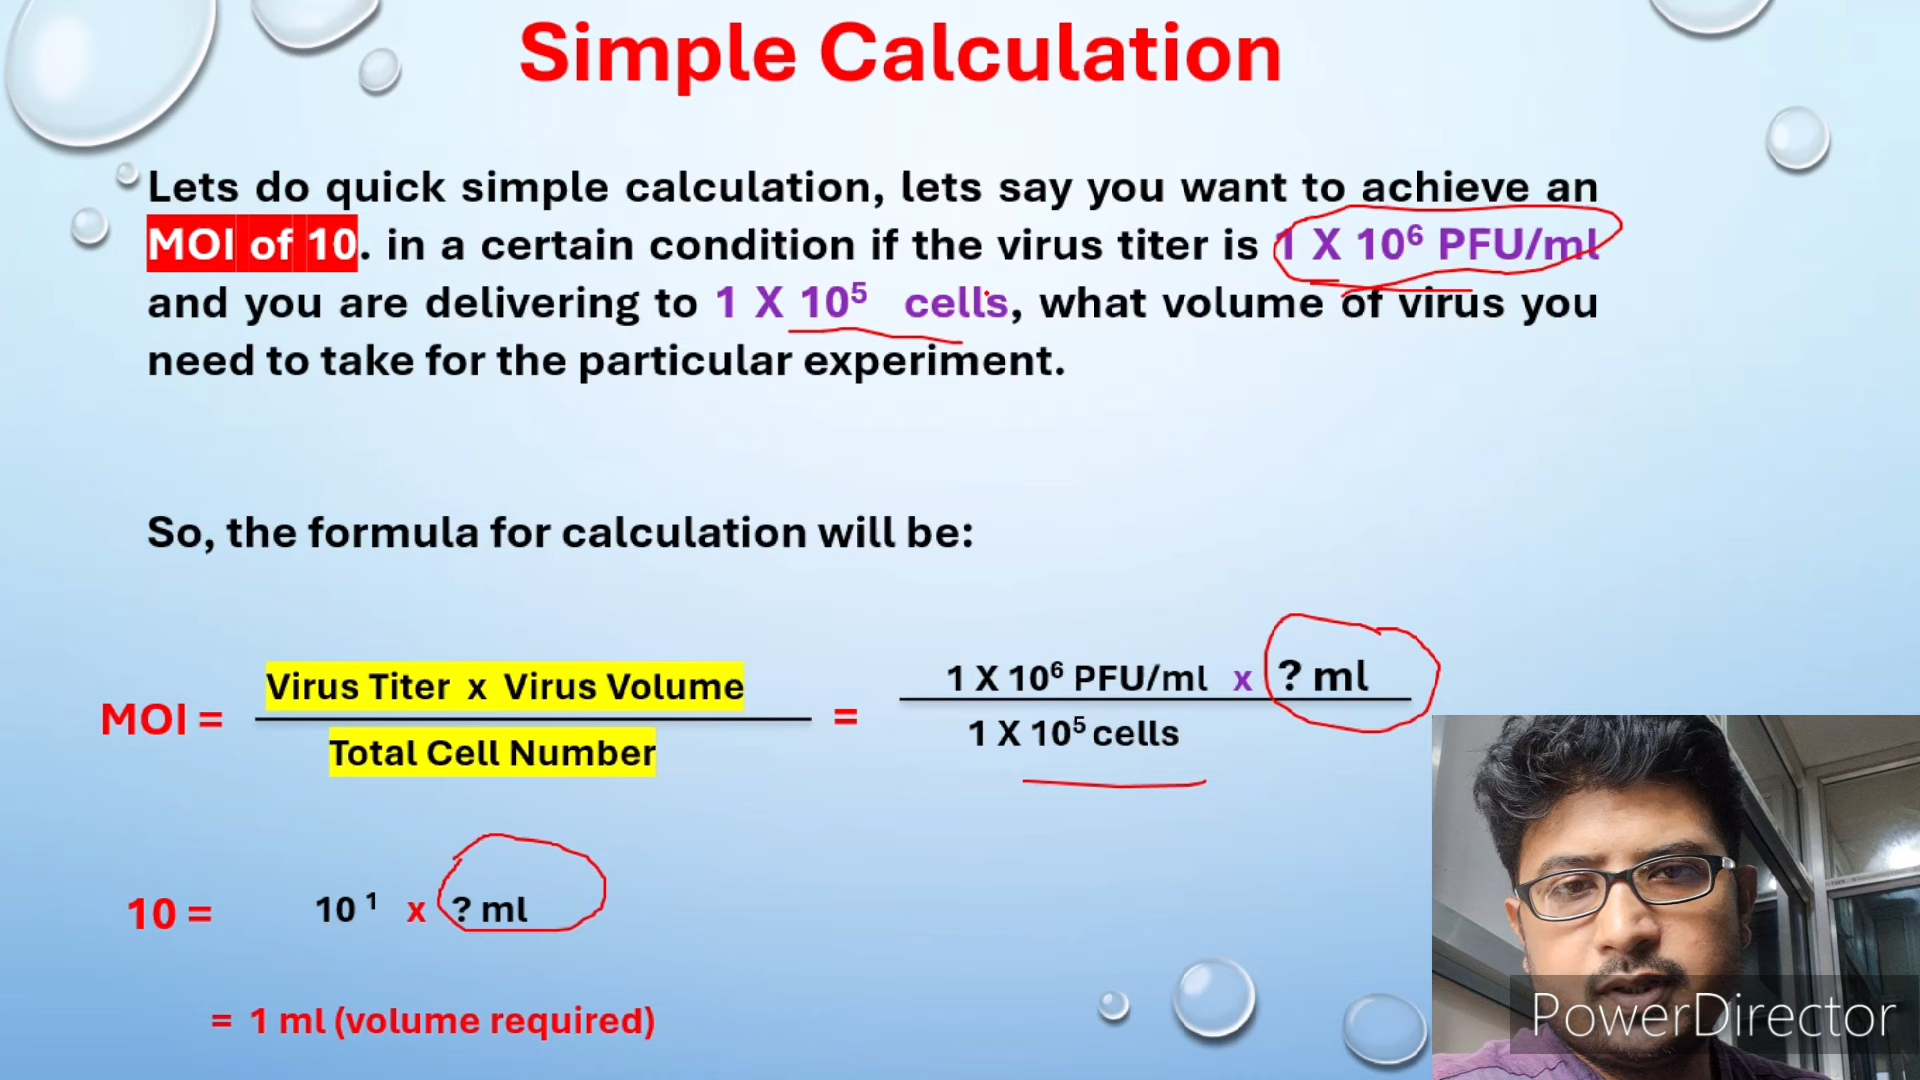 Simple Calculation
Lets do quick simple calculation, lets say you want to achieve an
MOI of 10. in a certain condition if the virus titer is 1 X 10⁶ PFU/ml
and you are delivering to 1 X 10⁵ cells, what volume of virus you
need to take for the particular experiment.
So, the formula for calculation will be:
MOI = Virus Titer x Virus Volume = 1 X 10⁶ PFU/ml x ? ml
Total Cell Number 1 X 10⁵ cells
10 = 10 ¹ x ? ml
= 1 ml (volume required)
PowerDirector